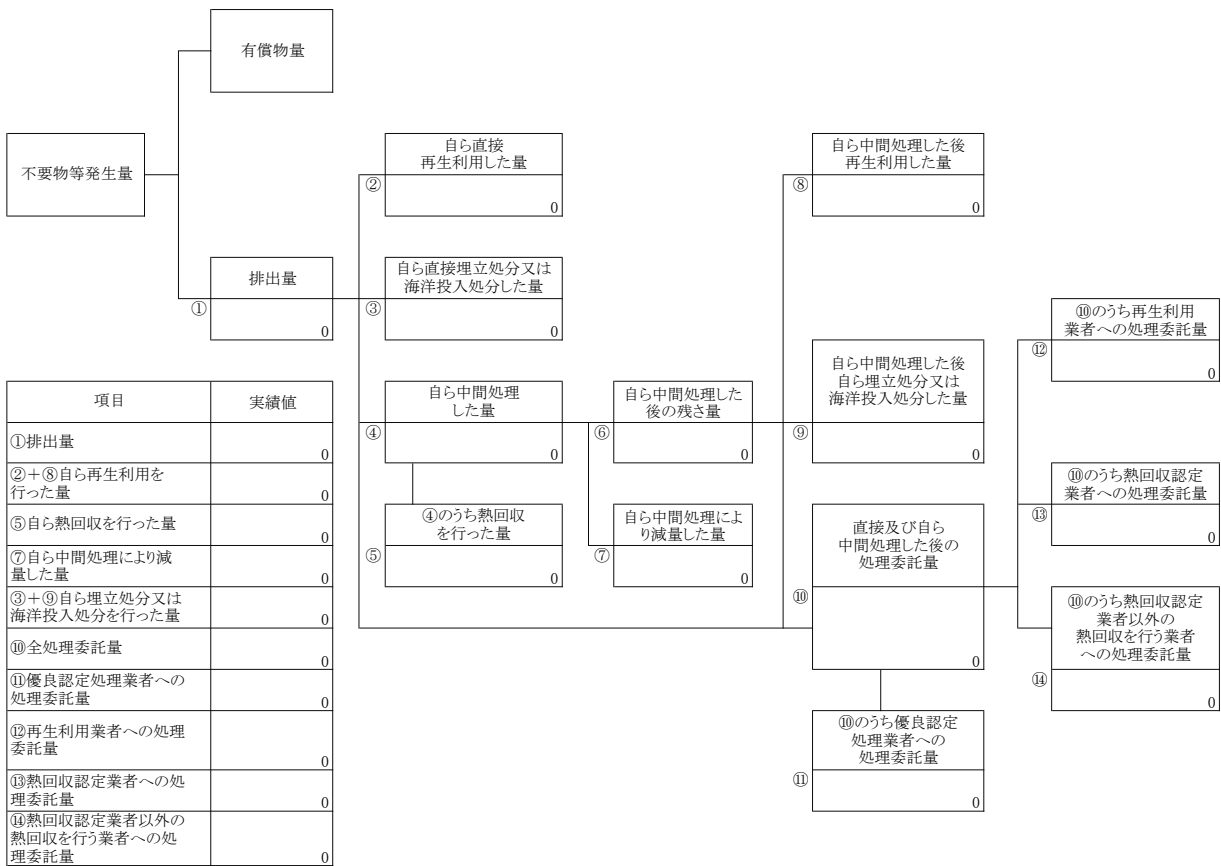 有償物量
不要物等発生量
自ら直接
再生利用した量
②
0
自ら中間処理した後
再生利用した量
⑧
0
排出量
①
0
自ら直接埋立処分又は
海洋投入処分した量
③
0
⑩のうち再生利用
業者への処理委託量
⑫
0
自ら中間処理
した量
④
0
自ら中間処理した
後の残さ量
⑥
0
自ら中間処理した後
自ら埋立処分又は
海洋投入処分した量
⑨
0
⑩のうち熱回収認定
業者への処理委託量
⑬
0
④のうち熱回収
を行った量
⑤
0
自ら中間処理によ
り減量した量
⑦
0
直接及び自ら
中間処理した後の
処理委託量
⑩
0
⑩のうち熱回収認定
業者以外の
熱回収を行う業者
への処理委託量
⑭
0
⑩のうち優良認定
処理業者への
処理委託量
⑪
0
項目 実績値
①排出量
0
②＋⑧自ら再生利用を
行った量
0
⑤自ら熱回収を行った量
0
⑦自ら中間処理により減
量した量
0
③＋⑨自ら埋立処分又は
海洋投入処分を行った量
0
⑩全処理委託量
0
⑪優良認定処理業者への
処理委託量
0
⑫再生利用業者への処理
委託量
0
⑬熱回収認定業者への処
理委託量
0
⑭熱回収認定業者以外の
熱回収を行う業者への処
理委託量
0